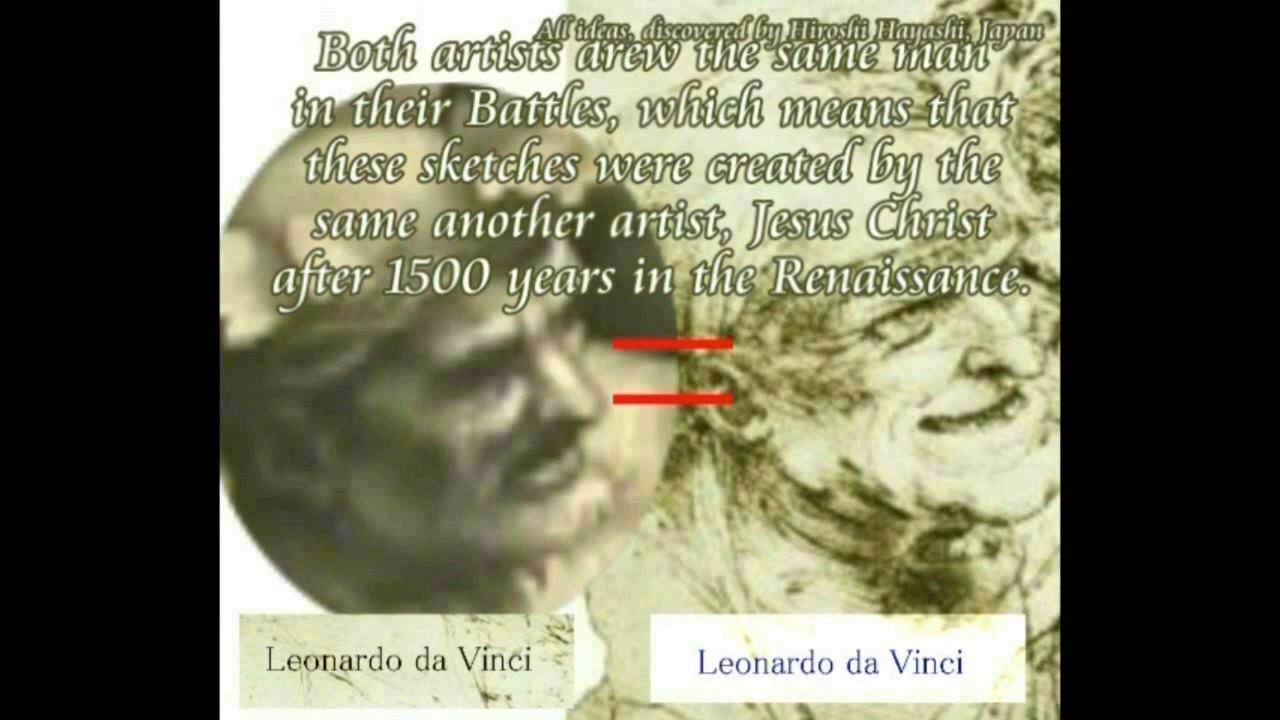 All ideas, discovered by Hiroshi Hayashi, Japan
Both artists drew the same man
in their Battles, which means that
these sketches were created by the
same another artist, Jesus Christ
after 1500 years in the Renaissance.
Leonardo da Vinci
Leonardo da Vinci